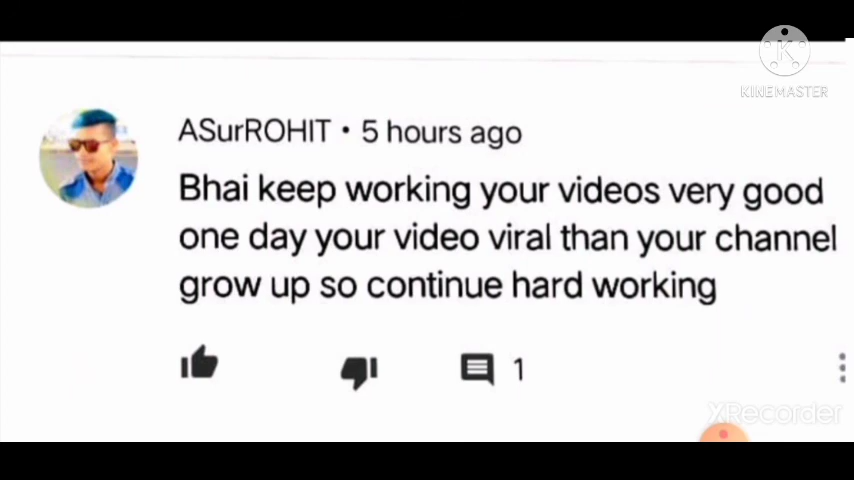 KINEMASTER
ASurROHIT • 5 hours ago
Bhai keep working your videos very good
one day your video viral than your channel
grow up so continue hard working
1
XRecorder